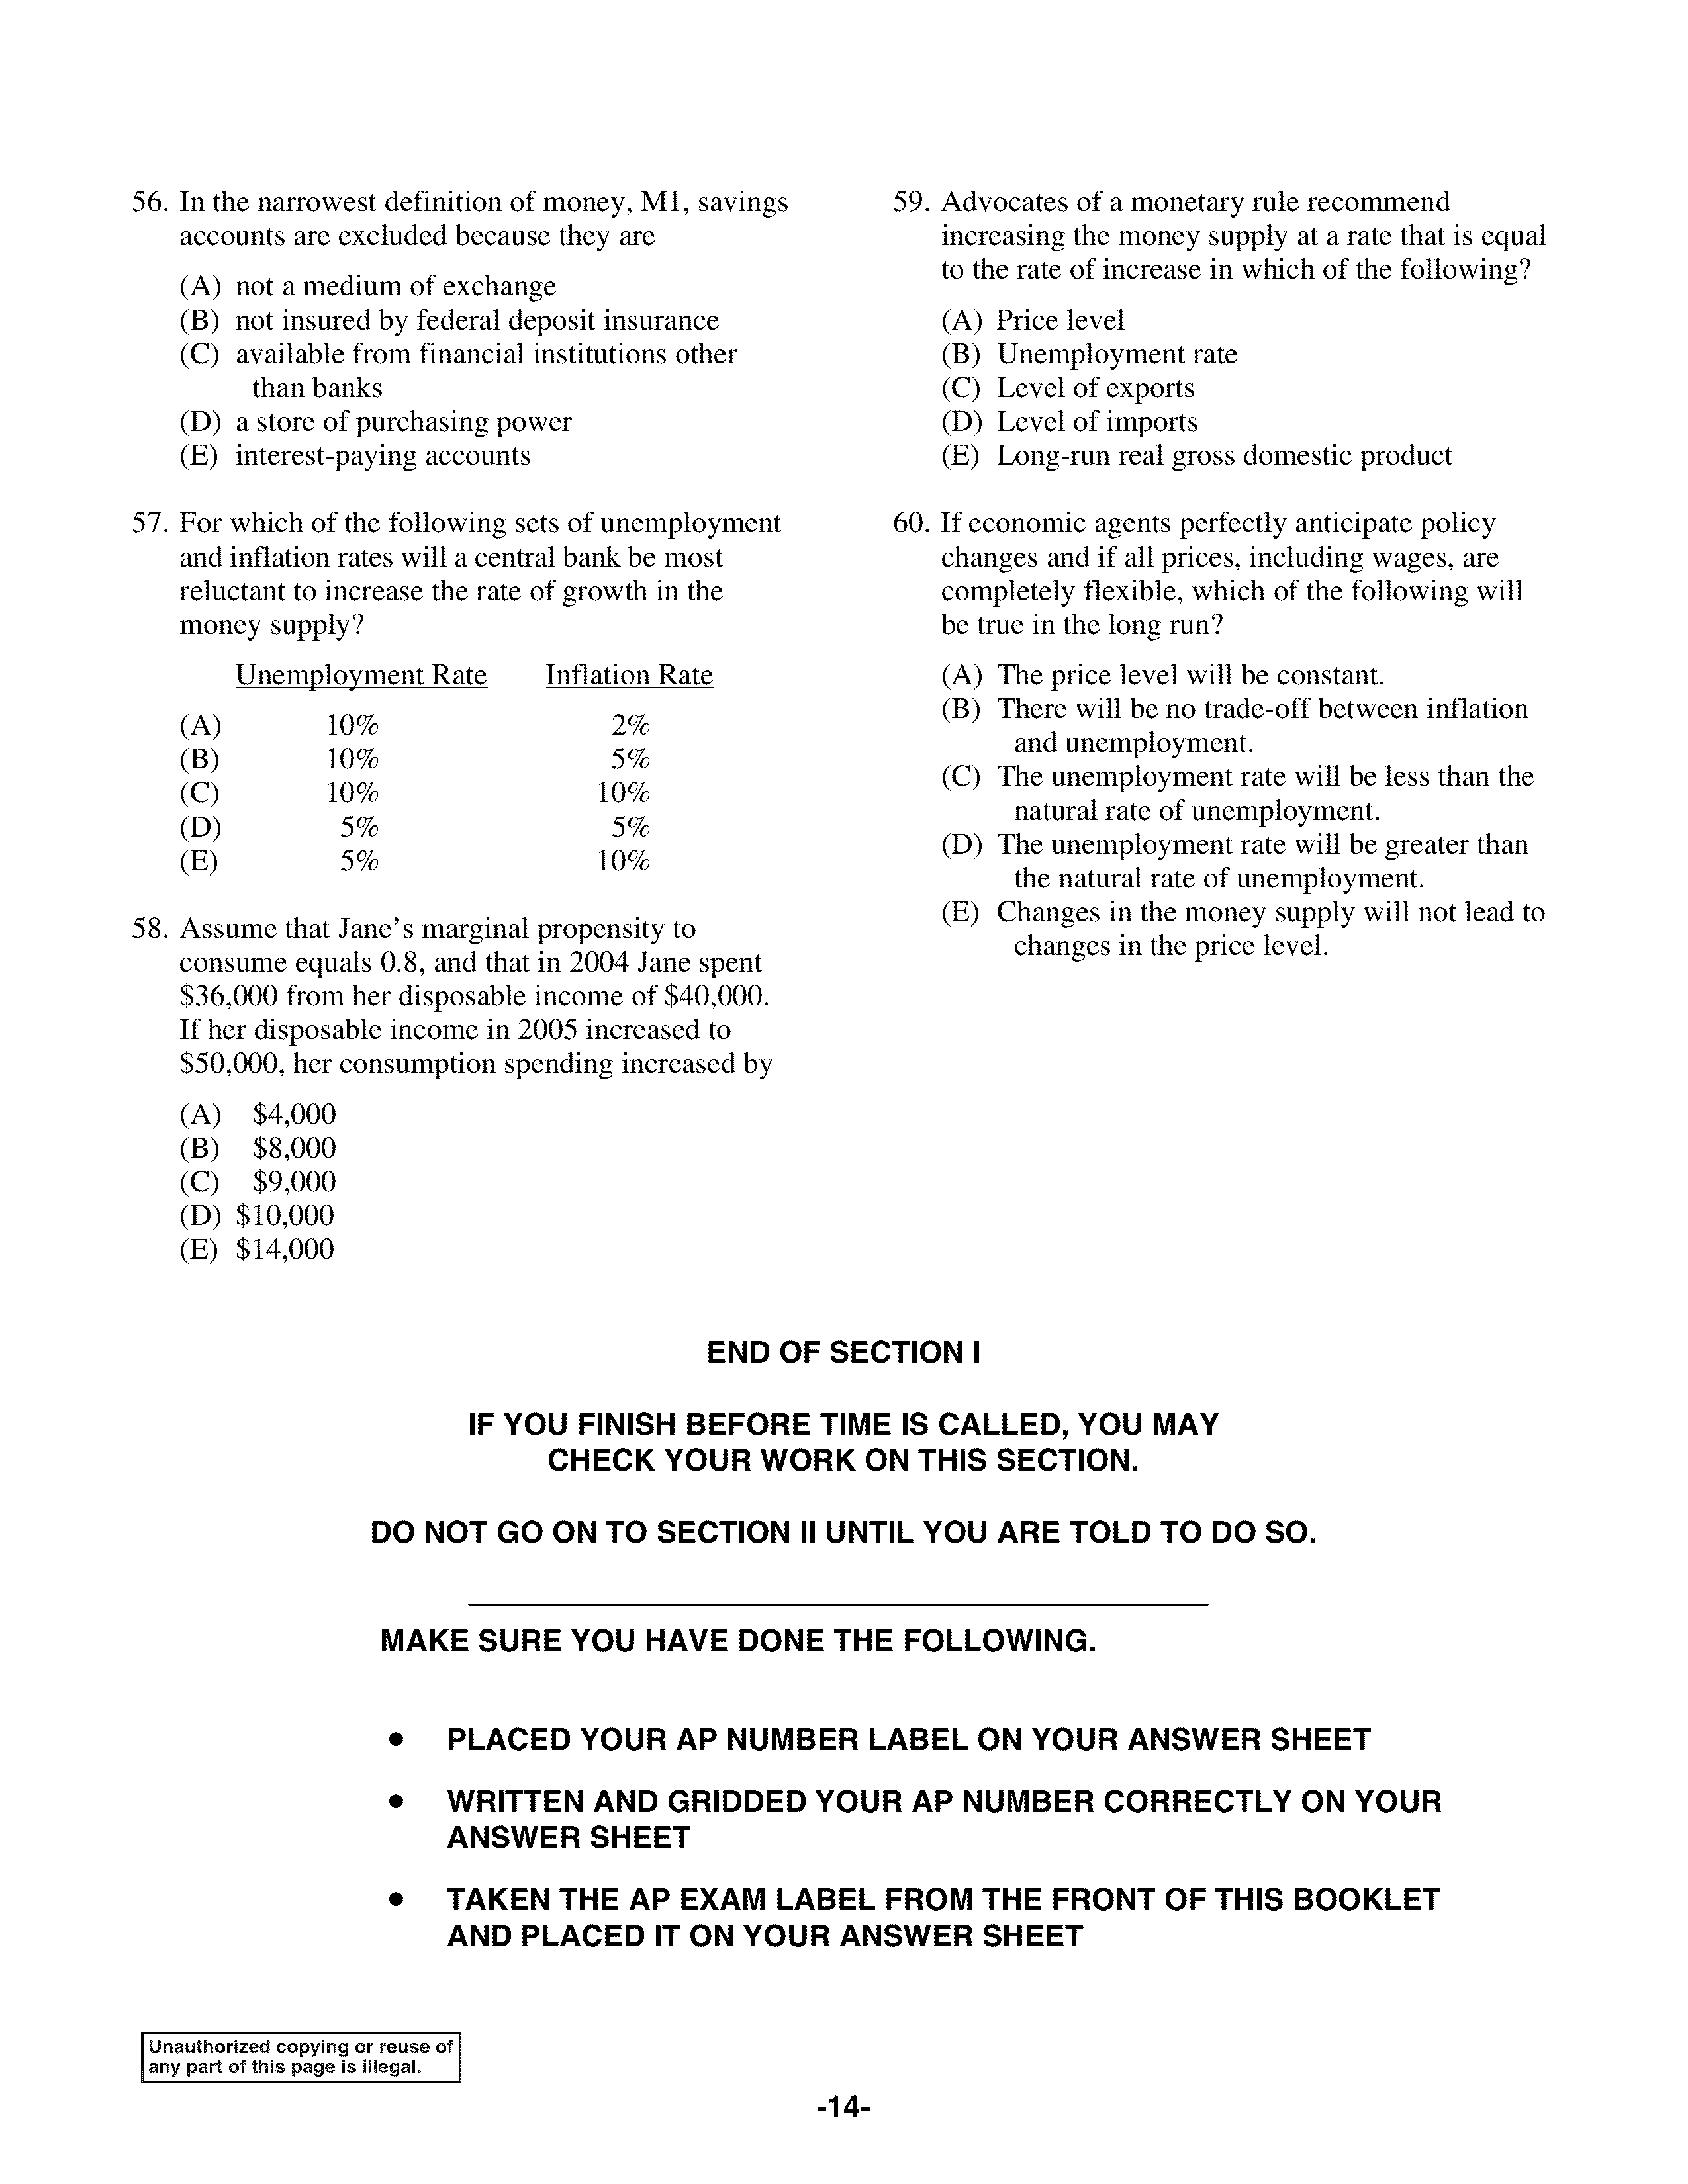 56. In the narrowest definition of money, M1, savings
accounts are excluded because they are
(A) not a medium of exchange
(B) not insured by federal deposit insurance
(C) available from financial institutions other
than banks
(D) a store of purchasing power
(E) interest-paying accounts
57. For which of the following sets of unemployment
and inflation rates will a central bank be most
reluctant to increase the rate of growth in the
money supply?
Unemployment Rate Inflation Rate
(A) 10% 2%
(B) 10% 5%
(C) 10% 10%
(D) 5% 5%
(E) 5% 10%
58. Assume that Jane’s marginal propensity to
consume equals 0.8, and that in 2004 Jane spent
$36,000 from her disposable income of $40,000.
If her disposable income in 2005 increased to
$50,000, her consumption spending increased by
(A) $4,000
(B) $8,000
(C) $9,000
(D) $10,000
(E) $14,000
59. Advocates of a monetary rule recommend
increasing the money supply at a rate that is equal
to the rate of increase in which of the following?
(A) Price level
(B) Unemployment rate
(C) Level of exports
(D) Level of imports
(E) Long-run real gross domestic product
60. If economic agents perfectly anticipate policy
changes and if all prices, including wages, are
completely flexible, which of the following will
be true in the long run?
(A) The price level will be constant.
(B) There will be no trade-off between inflation
and unemployment.
(C) The unemployment rate will be less than the
natural rate of unemployment.
(D) The unemployment rate will be greater than
the natural rate of unemployment.
(E) Changes in the money supply will not lead to
changes in the price level.
END OF SECTION I
IF YOU FINISH BEFORE TIME IS CALLED, YOU MAY
CHECK YOUR WORK ON THIS SECTION.
DO NOT GO ON TO SECTION II UNTIL YOU ARE TOLD TO DO SO.
MAKE SURE YOU HAVE DONE THE FOLLOWING.
• PLACED YOUR AP NUMBER LABEL ON YOUR ANSWER SHEET
• WRITTEN AND GRIDDED YOUR AP NUMBER CORRECTLY ON YOUR
ANSWER SHEET
• TAKEN THE AP EXAM LABEL FROM THE FRONT OF THIS BOOKLET
AND PLACED IT ON YOUR ANSWER SHEET
Unauthorized copying or reuse of
any part of this page is illegal.
-14-